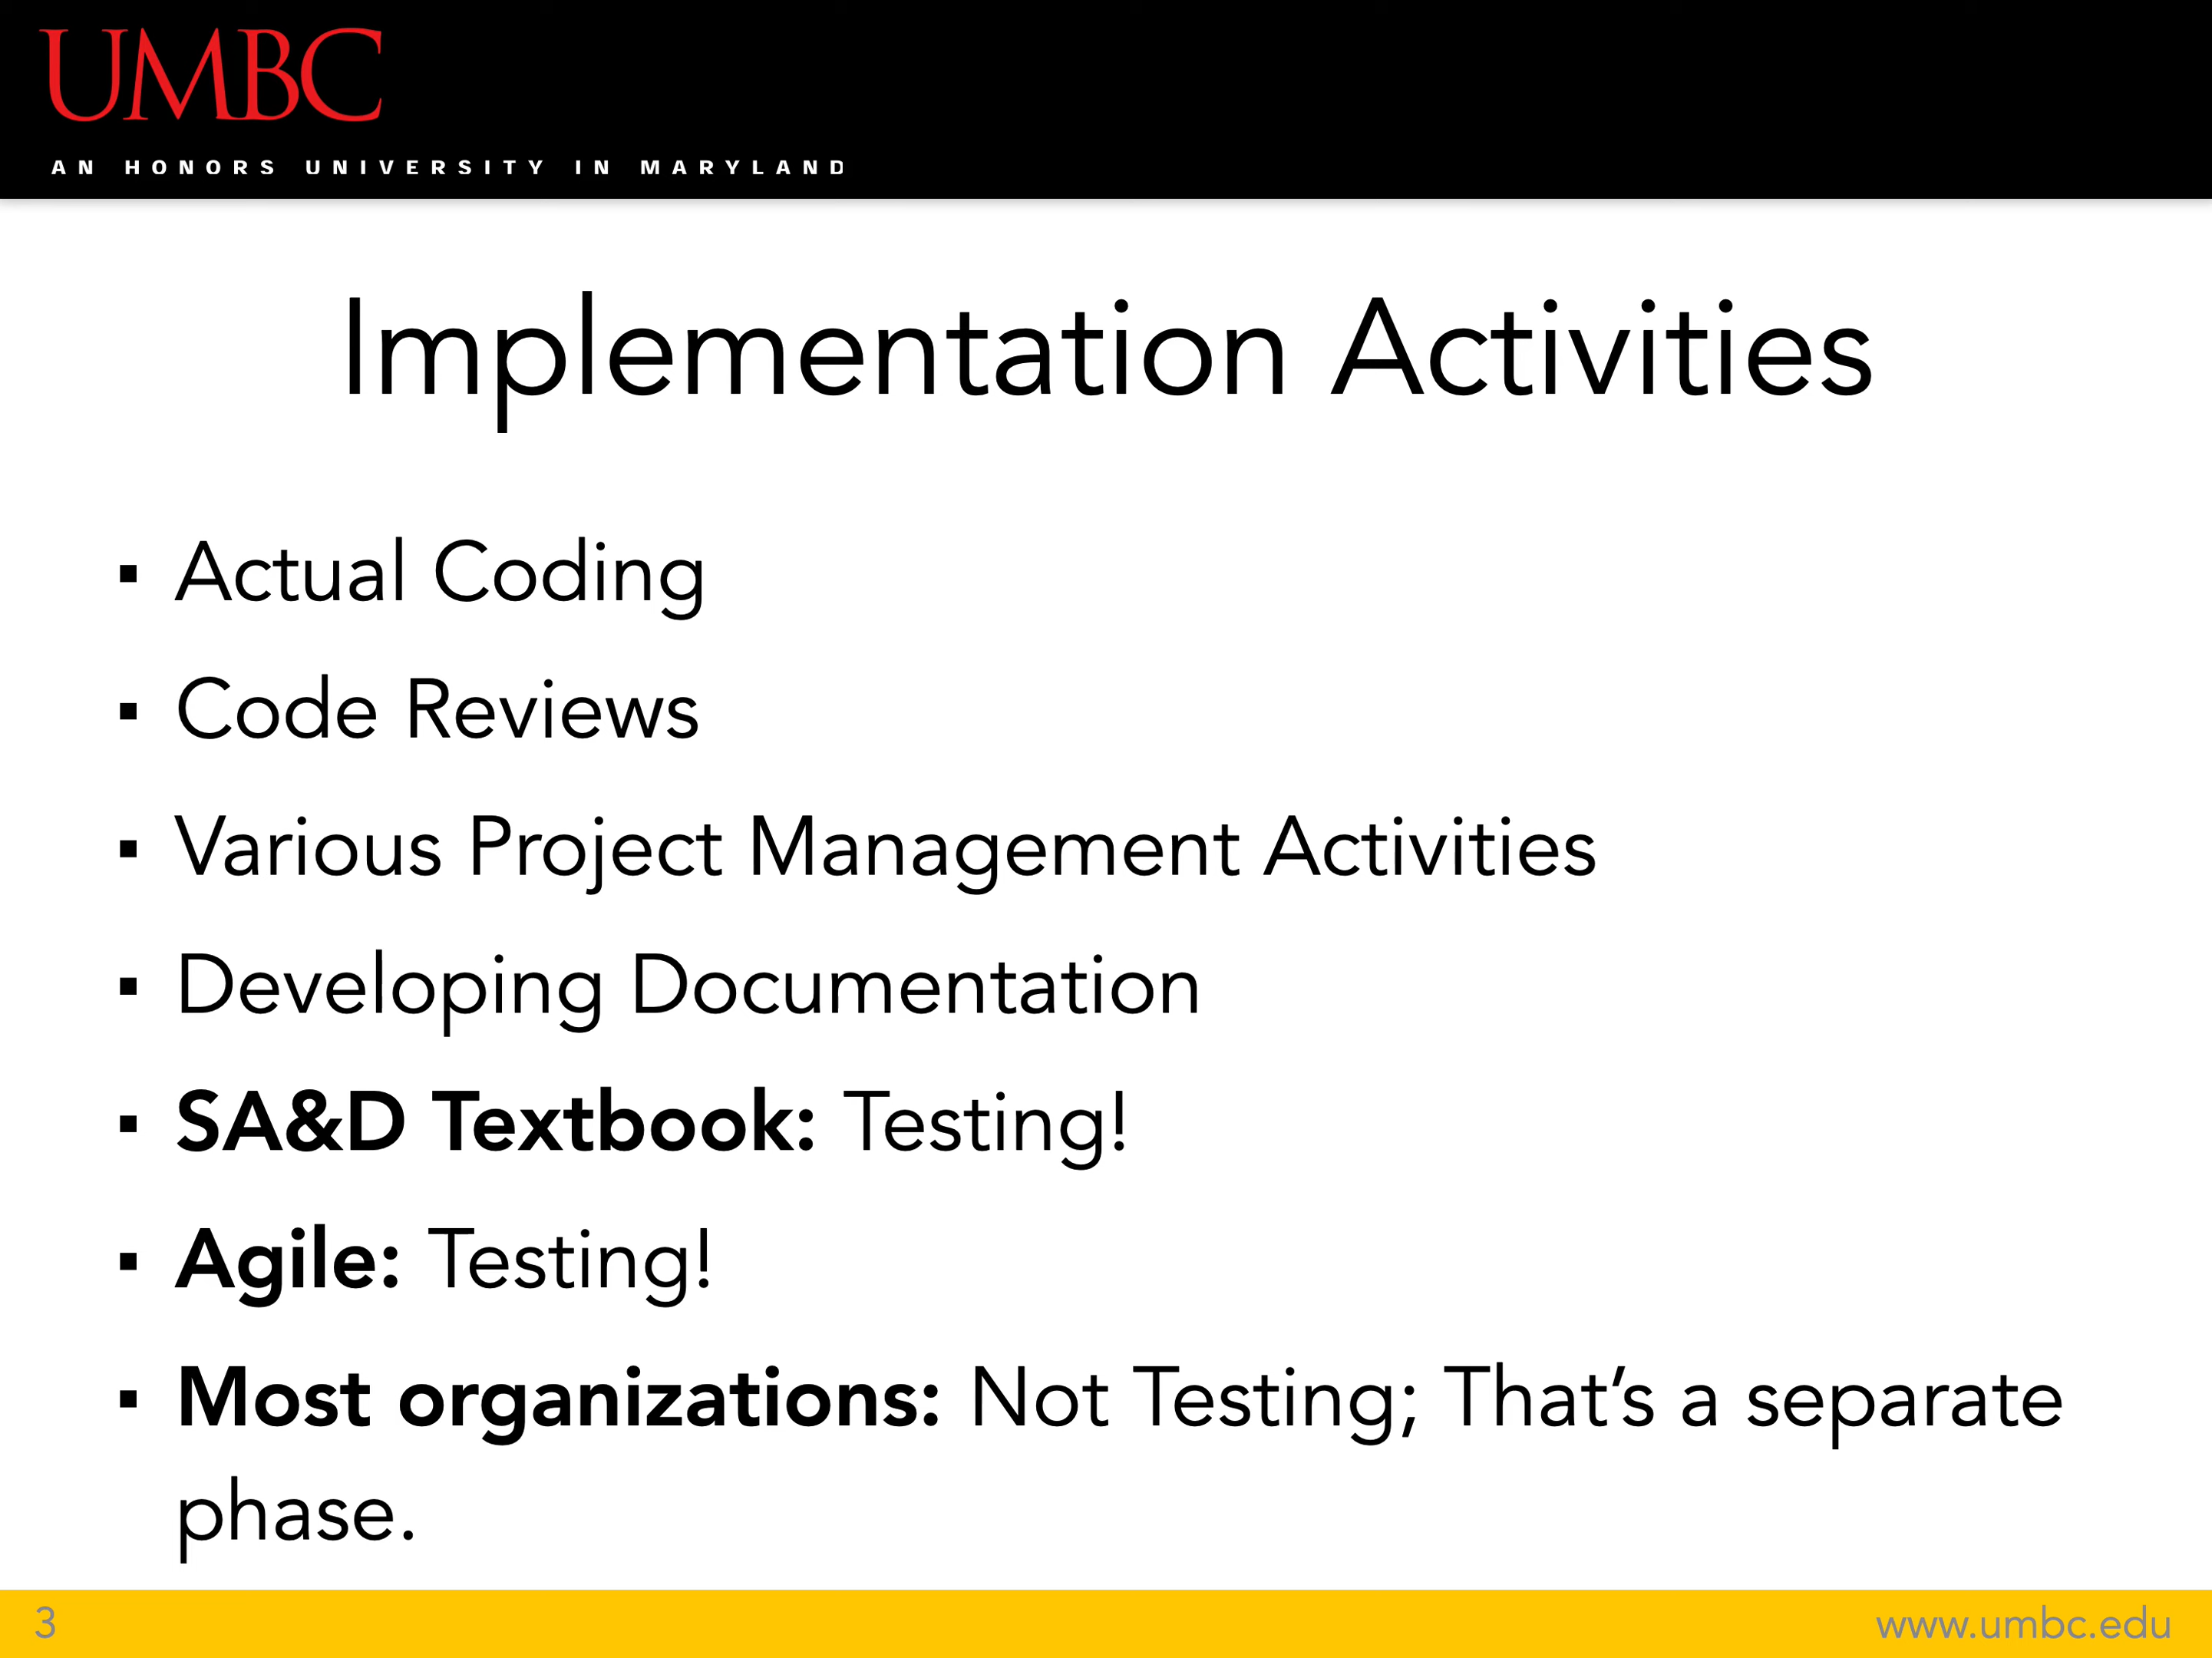 UMBC
AN HONORS UNIVERSITY IN MARYLAND
Implementation Activities
▪ Actual Coding
▪ Code Reviews
▪ Various Project Management Activities
▪ Developing Documentation
▪ SA&D Textbook: Testing!
▪ Agile: Testing!
▪ Most organizations: Not Testing; That’s a separate
phase.
3
www.umbc.edu